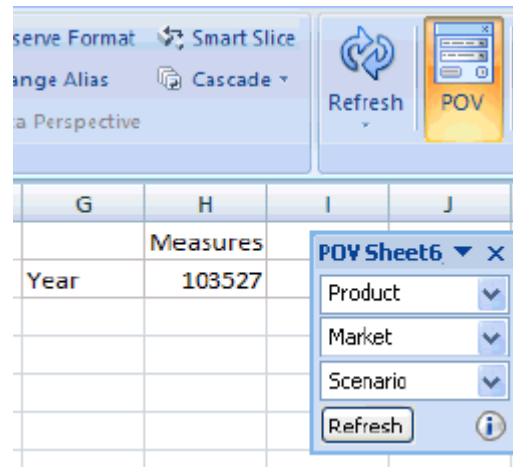 serve Format Smart Slice
ange Alias Cascade
a Perspective
Refresh POV
G H I J
Measures
Year 103527
POV Sheet6
Product
Market
Scenario
Refresh